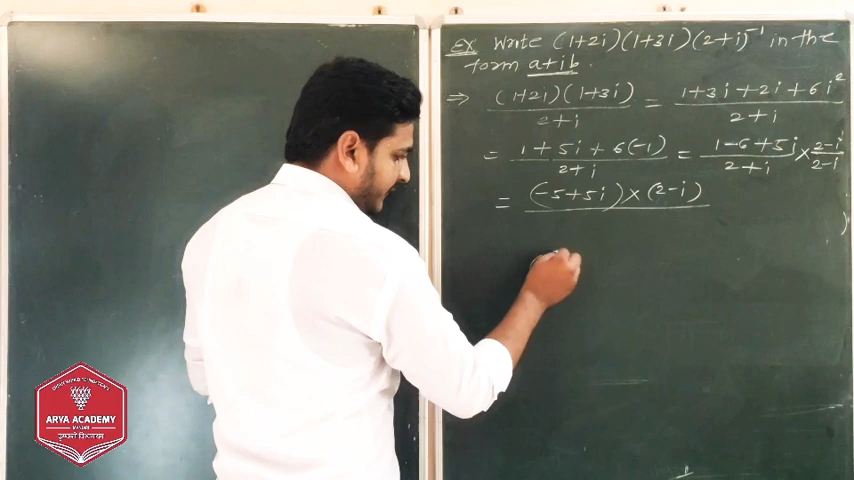 Ex Write (1+2i)(1+3i)(2+i)⁻¹ in the
form a+ib.
⇒ (1+2i)(1+3i) / 2+i = 1+3i+2i+6i² / 2+i
= 1+5i+6(-1) / 2+i = 1-6+5i / 2+i × 2-i / 2-i
= (-5+5i)×(2-i)
ARYA ACADEMY